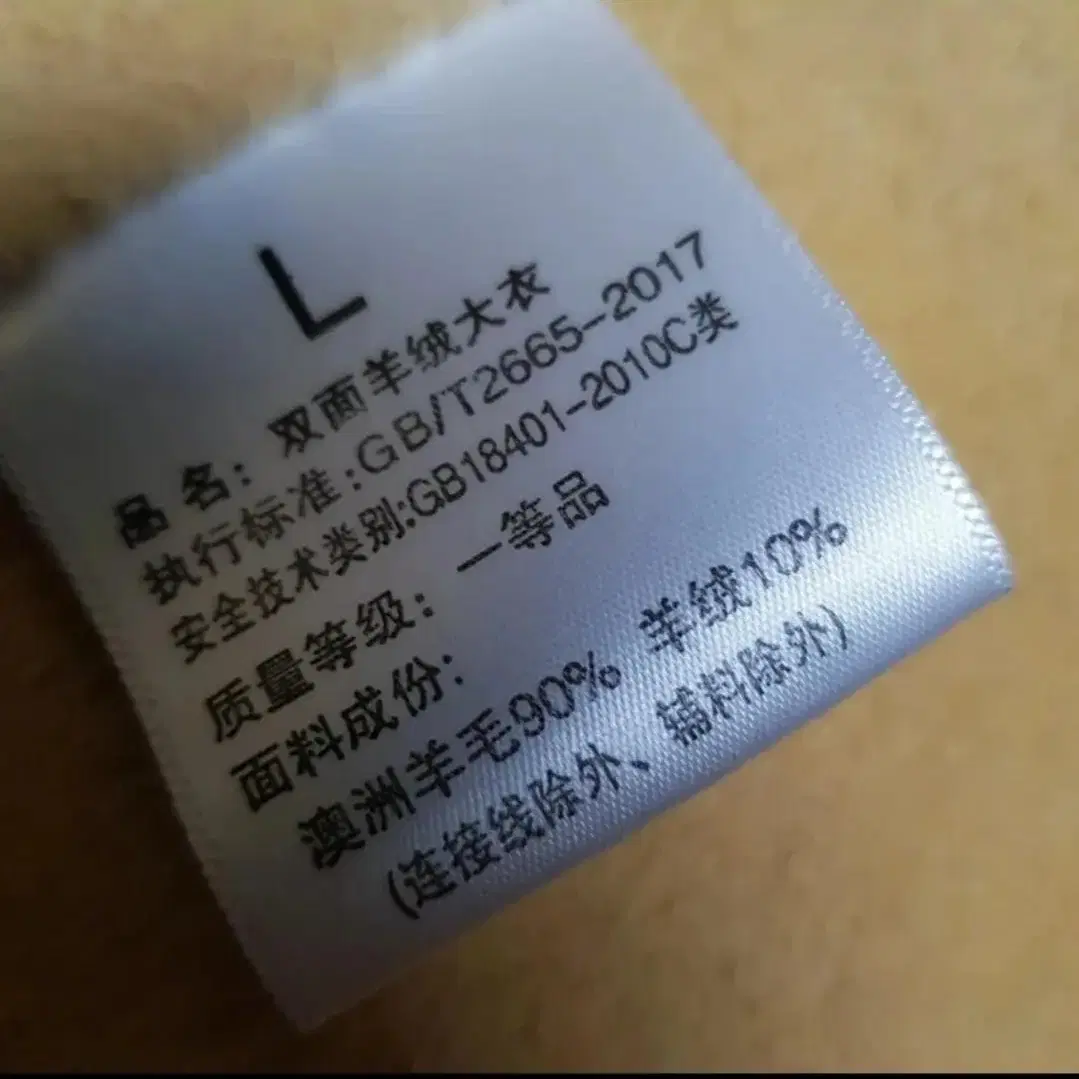 L
品名：双面羊绒大衣
执行标准：GB/T2665-2017
安全技术类别:GB18401-2010C类
质量等级：一等品
面料成份：
澳洲羊毛90% 羊绒10%
(连接线除外、辅料除外)